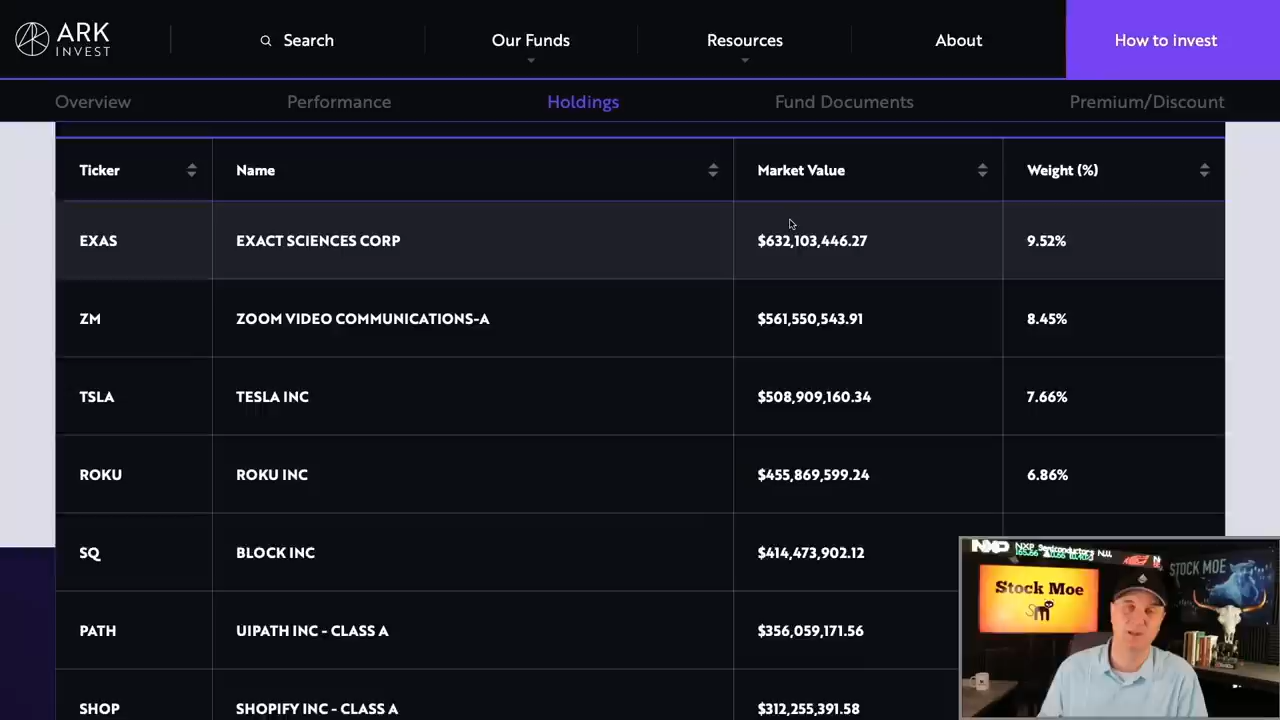 ARK
INVEST
Search
Our Funds
Resources
About
How to invest
Overview
Performance
Holdings
Fund Documents
Premium/Discount
Ticker Name Market Value Weight (%)
EXAS EXACT SCIENCES CORP $632,103,446.27 9.52%
ZM ZOOM VIDEO COMMUNICATIONS-A $561,550,543.91 8.45%
TSLA TESLA INC $508,909,160.34 7.66%
ROKU ROKU INC $455,869,599.24 6.86%
SQ BLOCK INC $414,473,902.12
PATH UIPATH INC - CLASS A $356,059,171.56
SHOP SHOPIFY INC - CLASS A $312,255,391.58
NXP NXP Semiconductors N.V.
STOCK MOE
Stock Moe